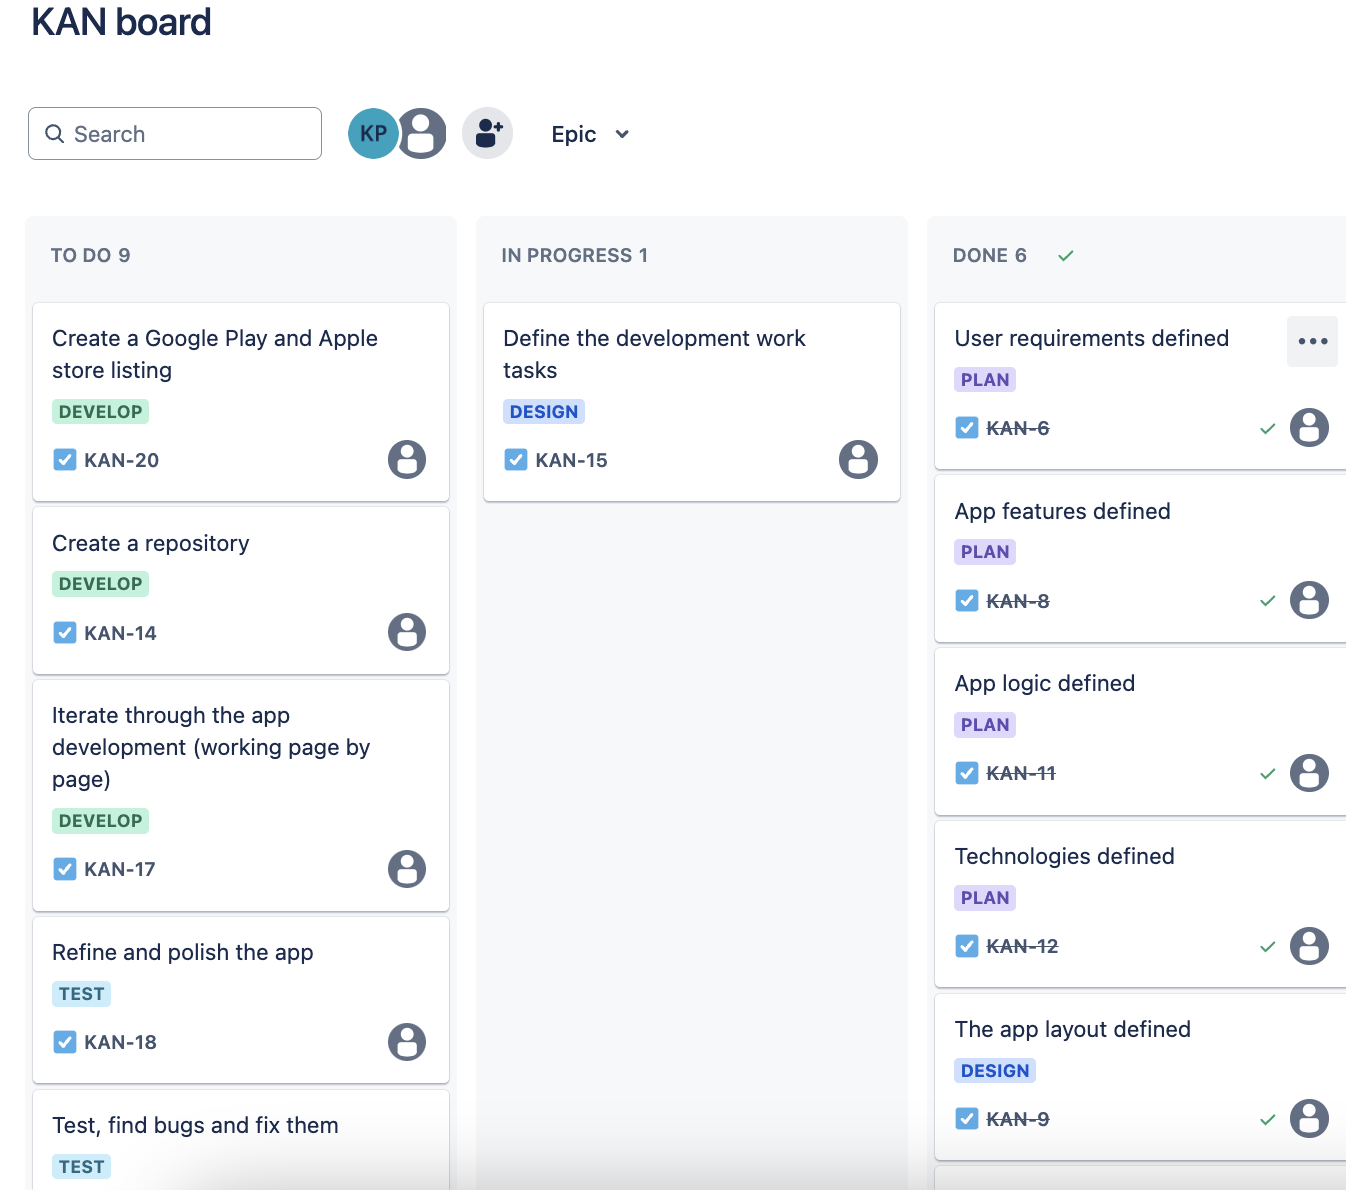 KAN board
Search
KP
Epic
TO DO 9
Create a Google Play and Apple
store listing
DEVELOP
KAN-20
Create a repository
DEVELOP
KAN-14
Iterate through the app
development (working page by
page)
DEVELOP
KAN-17
Refine and polish the app
TEST
KAN-18
Test, find bugs and fix them
TEST
IN PROGRESS 1
Define the development work
tasks
DESIGN
KAN-15
DONE 6
User requirements defined
PLAN
KAN-6
App features defined
PLAN
KAN-8
App logic defined
PLAN
KAN-11
Technologies defined
PLAN
KAN-12
The app layout defined
DESIGN
KAN-9